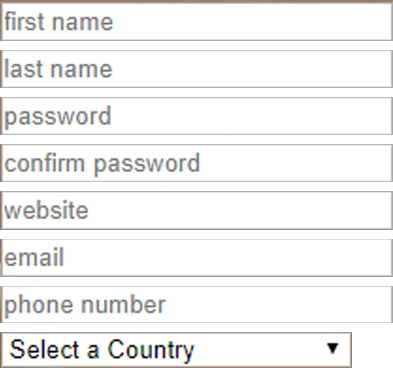 first name
last name
password
confirm password
website
email
phone number
Select a Country